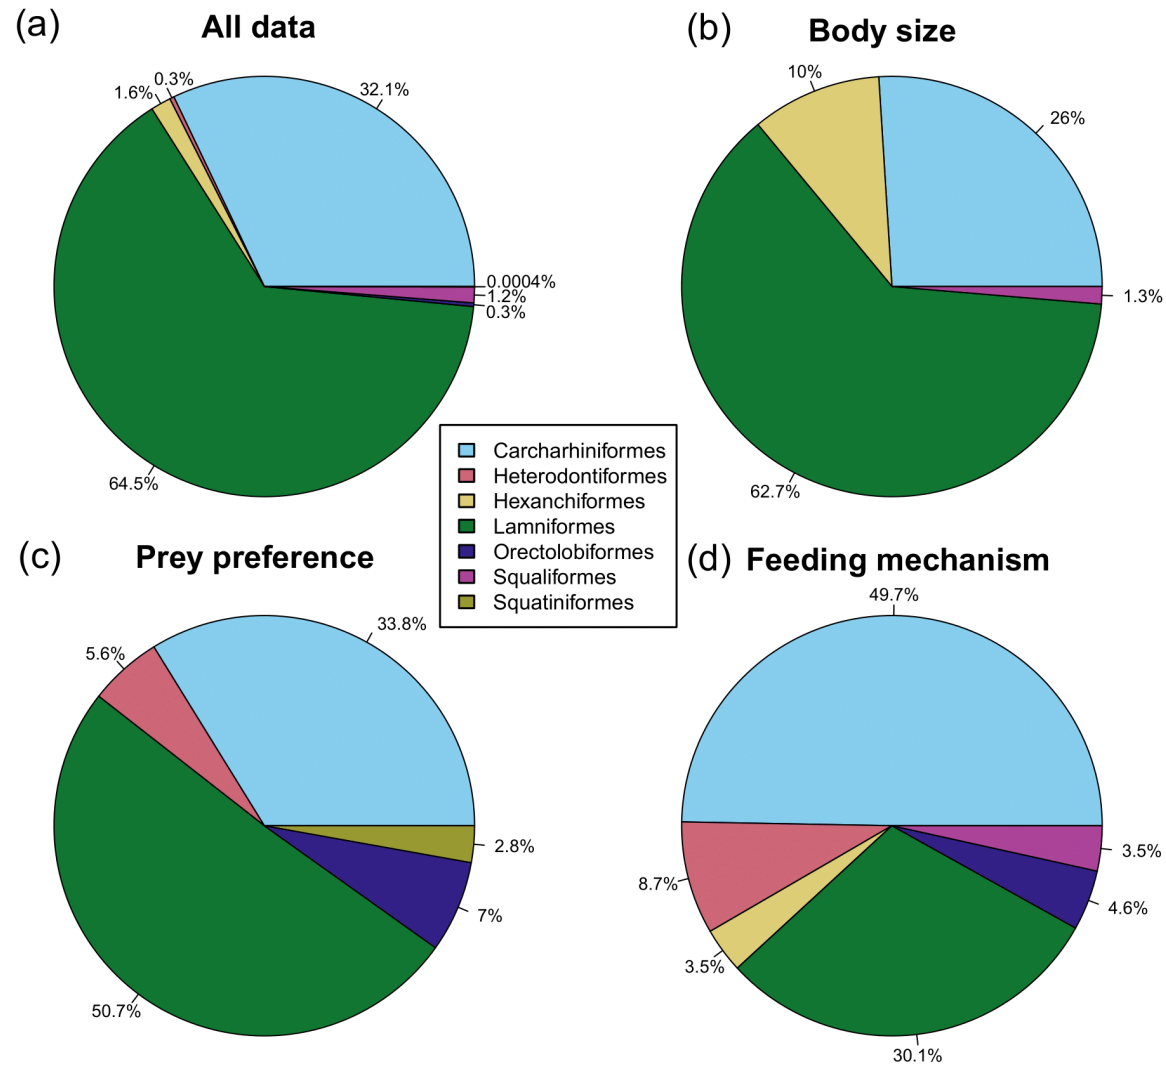 (a) All data
0.3%
1.6%
32.1%
0.0004%
1.2%
0.3%
64.5%
(b) Body size
10%
26%
1.3%
62.7%
Carcharhiniformes
Heterodontiformes
Hexanchiformes
Lamniformes
Orectolobiformes
Squaliformes
Squatiniformes
(c) Prey preference
33.8%
5.6%
2.8%
7%
50.7%
(d) Feeding mechanism
49.7%
3.5%
8.7%
4.6%
3.5%
30.1%